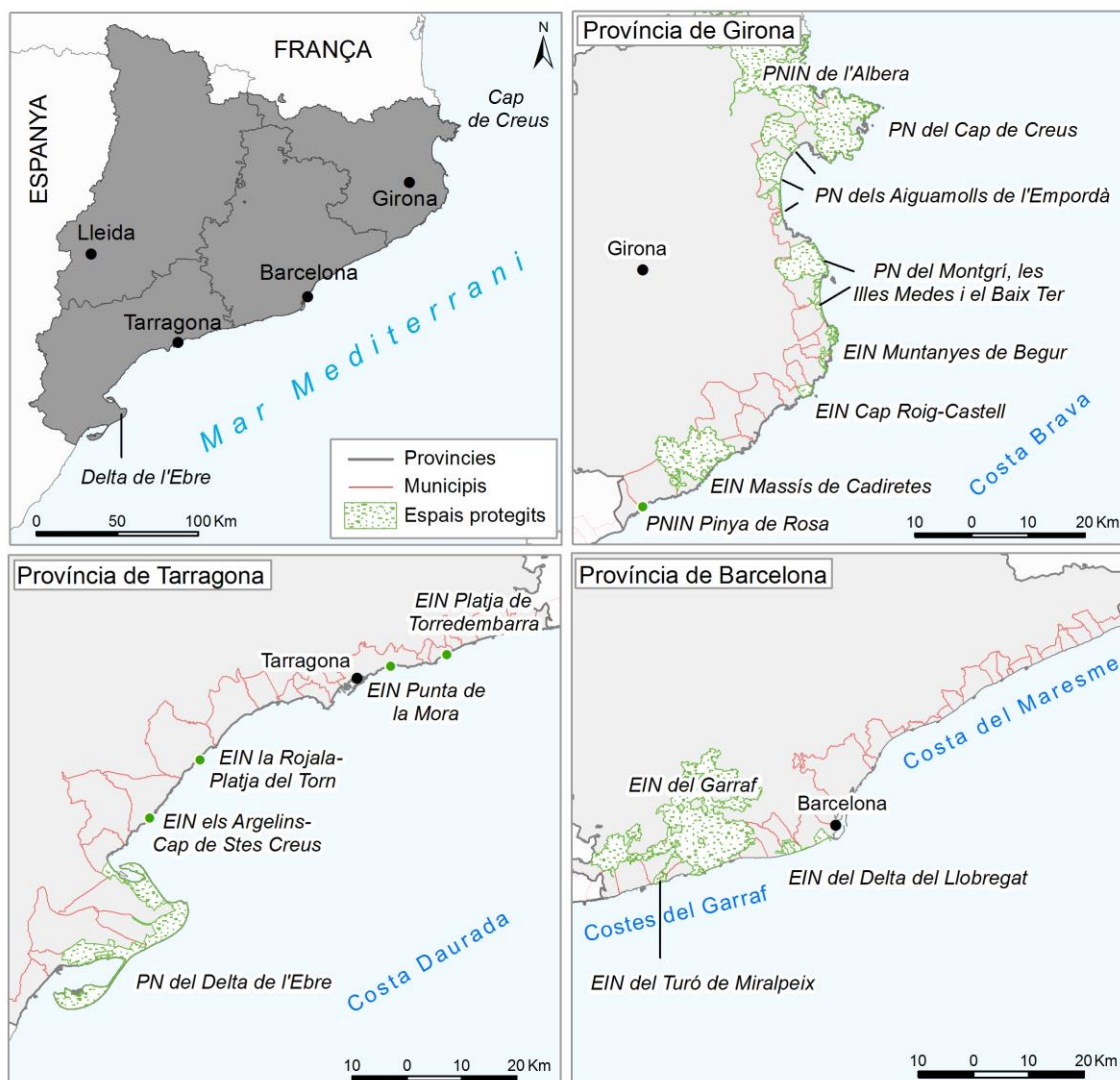 FRANÇA
N
ESPANYA
Cap
de Creus
Girona
Lleida
Barcelona
Tarragona
Mar Mediterrani
Delta de l'Ebre
Provincies
Municipis
Espais protegits
0 50 100 Km
Província de Girona
PNIN de l'Albera
PN del Cap de Creus
PN dels Aiguamolls de l'Empordà
Girona
PN del Montgrí, les
Illes Medes i el Baix Ter
EIN Muntanyes de Begur
EIN Cap Roig-Castell
Costa Brava
EIN Massís de Cadiretes
PNIN Pinya de Rosa
10 0 10 20 Km
Província de Tarragona
EIN Platja de
Torredembarra
Tarragona
EIN Punta de
la Mora
EIN la Rojala-
Platja del Torn
EIN els Argelins-
Cap de Stes Creus
PN del Delta de l'Ebre
Costa Daurada
10 0 10 20 Km
Província de Barcelona
Costa del Maresme
EIN del Garraf
Barcelona
EIN del Delta del Llobregat
Costes del Garraf
EIN del Turó de Miralpeix
10 0 10 20 Km